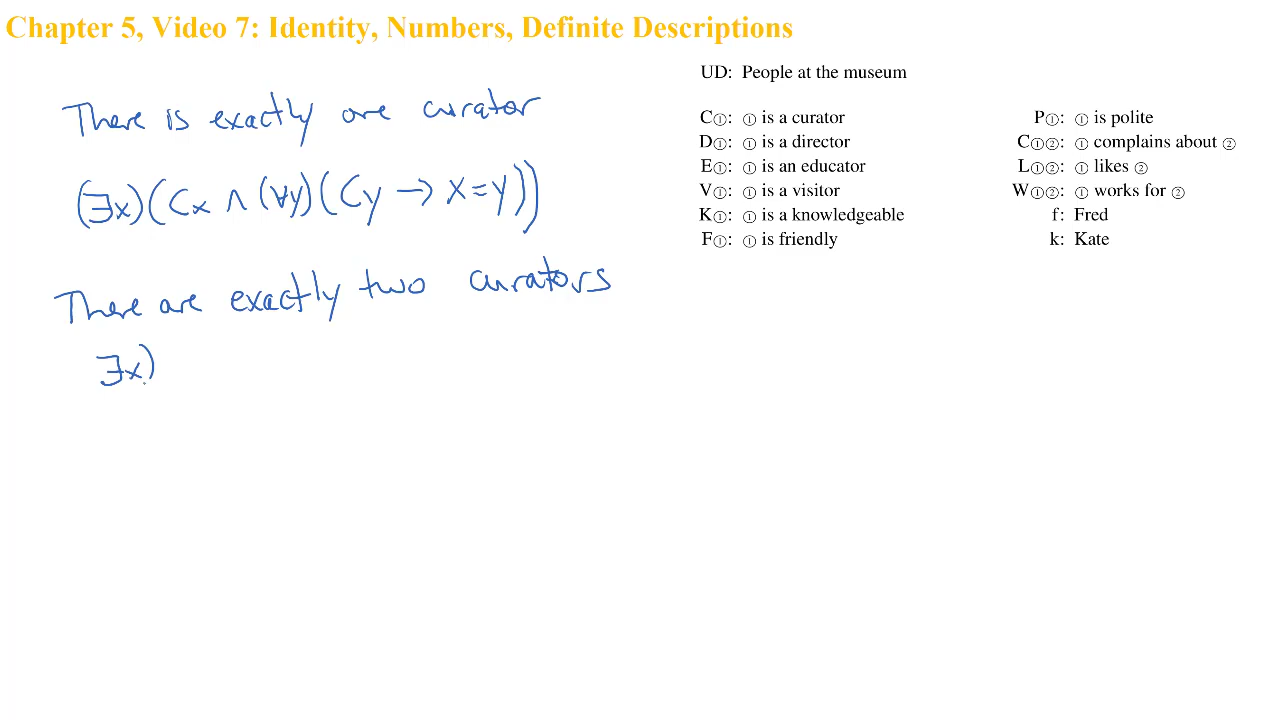 Chapter 5, Video 7: Identity, Numbers, Definite Descriptions
There is exactly one curator
(∃x)(Cx ∧ (∀y)(Cy → x=y))
There are exactly two curators
∃x)
UD: People at the museum
C①: ① is a curator
D①: ① is a director
E①: ① is an educator
V①: ① is a visitor
K①: ① is a knowledgeable
F①: ① is friendly
P①: ① is polite
C①②: ① complains about ②
L①②: ① likes ②
W①②: ① works for ②
f: Fred
k: Kate